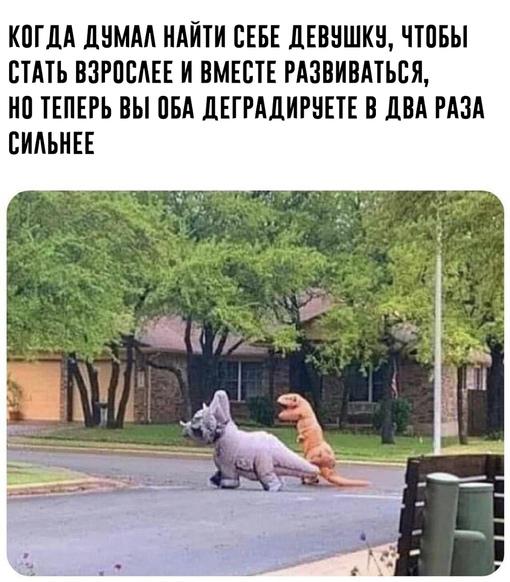 КОГДА ДУМАЛ НАЙТИ СЕБЕ ДЕВУШКУ, ЧТОБЫ
СТАТЬ ВЗРОСЛЕЕ И ВМЕСТЕ РАЗВИВАТЬСЯ,
НО ТЕПЕРЬ ВЫ ОБА ДЕГРАДИРУЕТЕ В ДВА РАЗА
СИЛЬНЕЕ